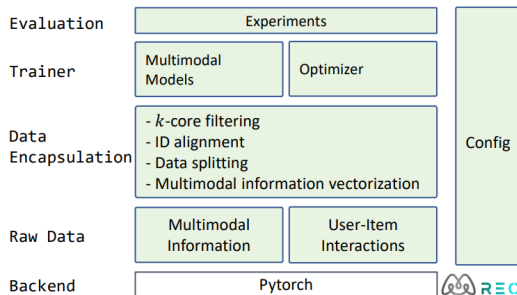 Evaluation
Experiments
Trainer
Multimodal
Models
Optimizer
Data
Encapsulation
- k-core filtering
- ID alignment
- Data splitting
- Multimodal information vectorization
Config
Raw Data
Multimodal
Information
User-Item
Interactions
Backend
Pytorch
REC